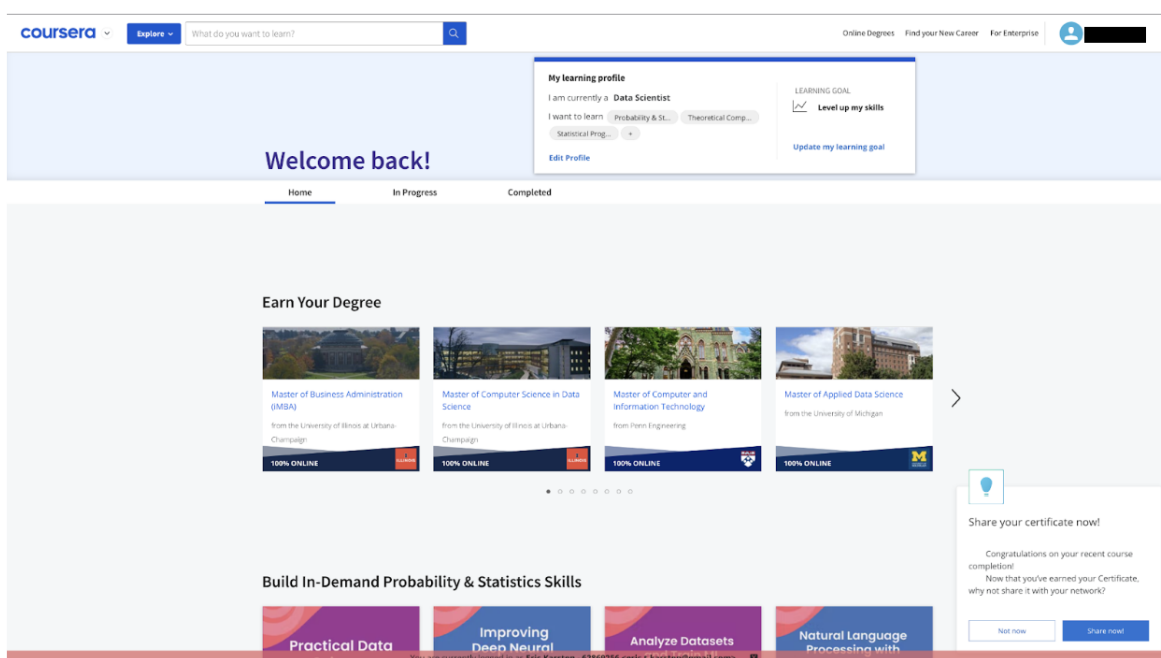 coursera
Explore
What do you want to learn?
Online Degrees Find your New Career For Enterprise
My learning profile
I am currently a Data Scientist
I want to learn Probability & St... Theoretical Comp...
Statistical Prog... +
Edit Profile
LEARNING GOAL
Level up my skills
Update my learning goal
Welcome back!
Home In Progress Completed
Earn Your Degree
Master of Business Administration
(iMBA)
from the University of Illinois at Urbana-
Champaign
100% ONLINE
ILLINOIS
Master of Computer Science in Data
Science
from the University of Illinois at Urbana-
Champaign
100% ONLINE
ILLINOIS
Master of Computer and
Information Technology
from Penn Engineering
100% ONLINE
Master of Applied Data Science
from the University of Michigan
100% ONLINE
M
Share your certificate now!
Congratulations on your recent course
completion!
Now that you've earned your Certificate,
why not share it with your network?
Not now Share now!
Build In-Demand Probability & Statistics Skills
Practical Data
Improving
Deep Neural
Analyze Datasets
Natural Language
Processing with
You are currently logged in as